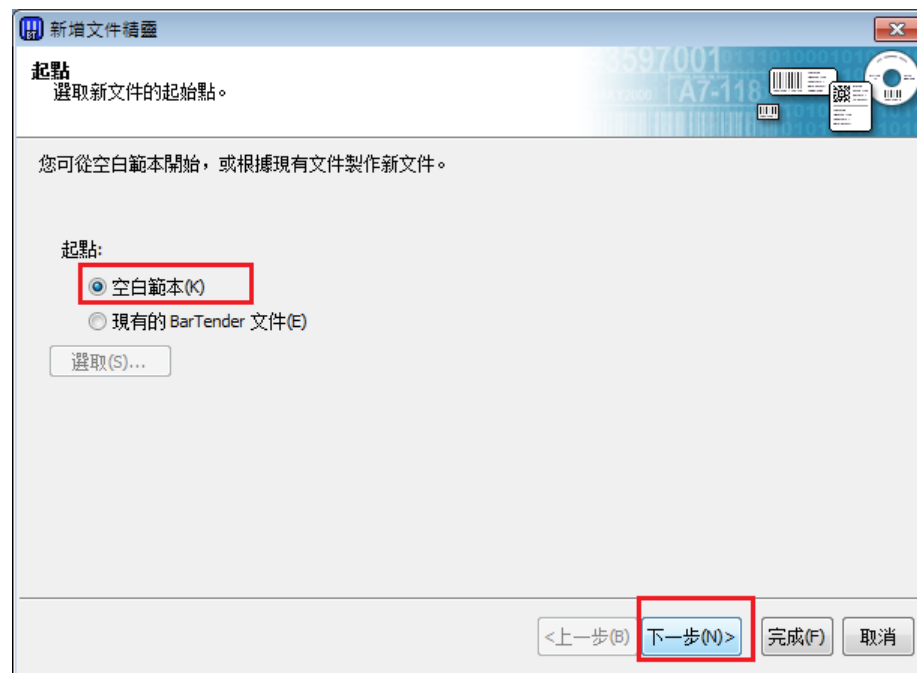 新增文件精靈
起點
選取新文件的起始點。
3597001
A7-118
您可從空白範本開始，或根據現有文件製作新文件。
起點:
空白範本(K)
現有的 BarTender 文件(E)
選取(S)...
<上一步(B)
下一步(N)>
完成(F)
取消